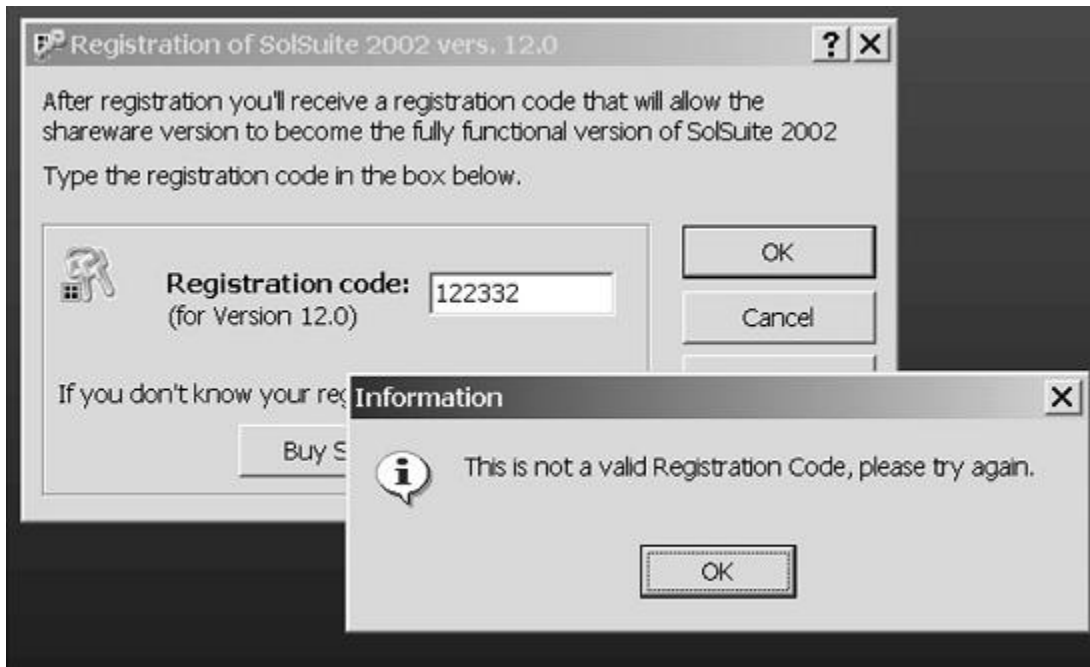 Registration of SolSuite 2002 vers. 12.0
After registration you'll receive a registration code that will allow the
shareware version to become the fully functional version of SolSuite 2002
Type the registration code in the box below.
Registration code:
122332
(for Version 12.0)
OK
Cancel
If you don't know your
Buy
Information
This is not a valid Registration Code, please try again.
OK